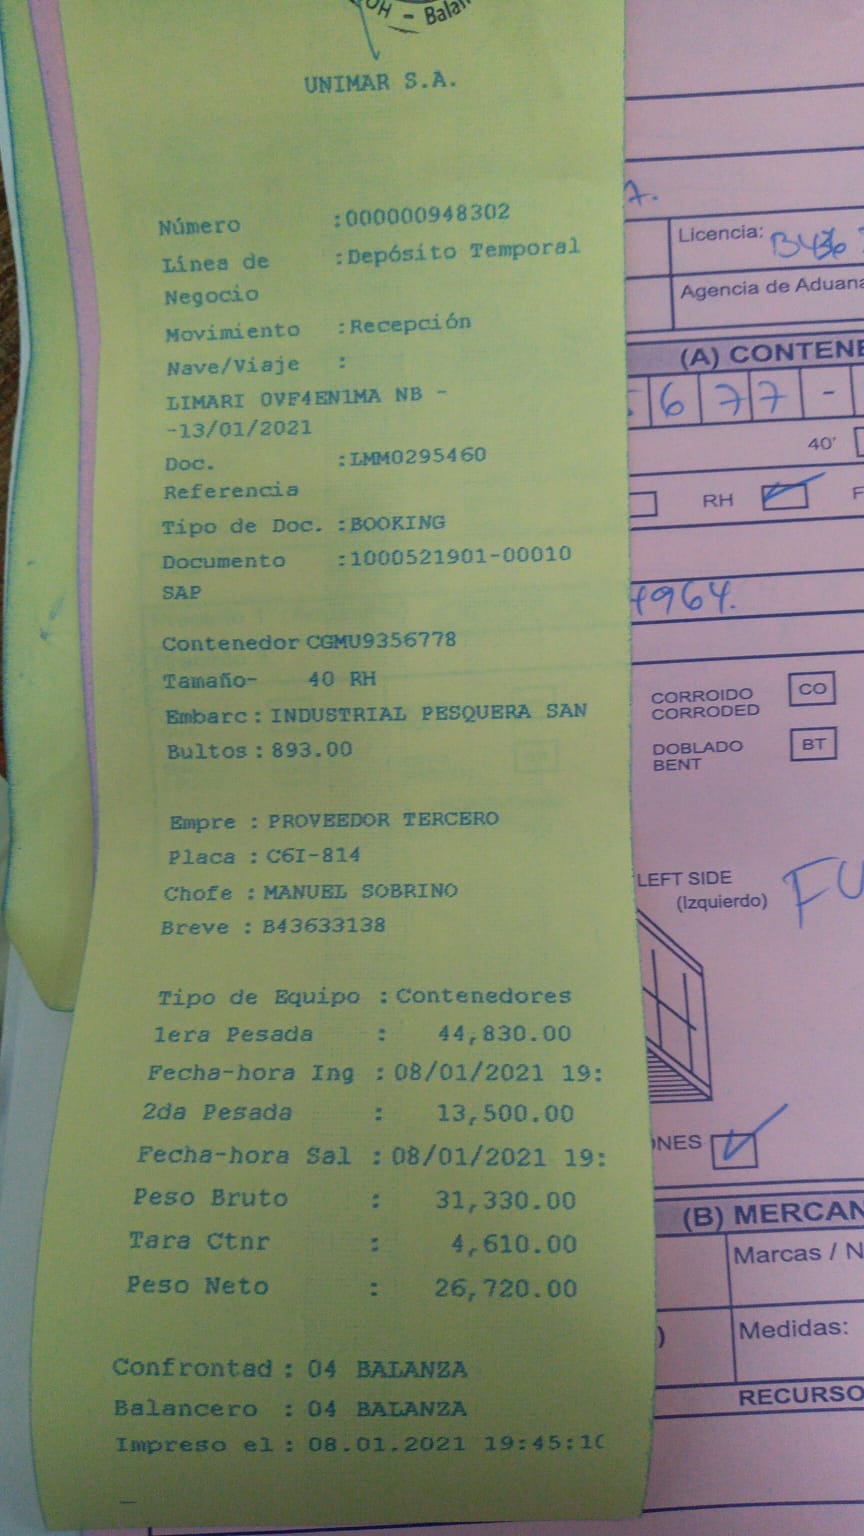 UNIMAR S.A.
Número :000000948302
Línea de :Depósito Temporal
Negocio
Movimiento :Recepción
Nave/Viaje :
LIMARI 0VF4EN1MA NB -
-13/01/2021
Doc. :LMM0295460
Referencia
Tipo de Doc. :BOOKING
Documento :1000521901-00010
SAP
Contenedor CGMU9356778
Tamaño- 40 RH
Embarc: INDUSTRIAL PESQUERA SAN
Bultos: 893.00
Empre : PROVEEDOR TERCERO
Placa : C6I-814
Chofe : MANUEL SOBRINO
Breve : B43633138
Tipo de Equipo : Contenedores
1era Pesada : 44,830.00
Fecha-hora Ing : 08/01/2021 19:
2da Pesada : 13,500.00
Fecha-hora Sal : 08/01/2021 19:
Peso Bruto : 31,330.00
Tara Ctnr : 4,610.00
Peso Neto : 26,720.00
Confrontad : 04 BALANZA
Balancero : 04 BALANZA
Impreso el : 08.01.2021 19:45:10
Licencia:
Agencia de Aduana
(A) CONTENE
677-
40'
RH
4964.
CORROIDO CO
CORRODED
DOBLADO BT
BENT
LEFT SIDE
(Izquierdo)
FU
NES
(B) MERCAN
Marcas / N
Medidas:
RECURSO